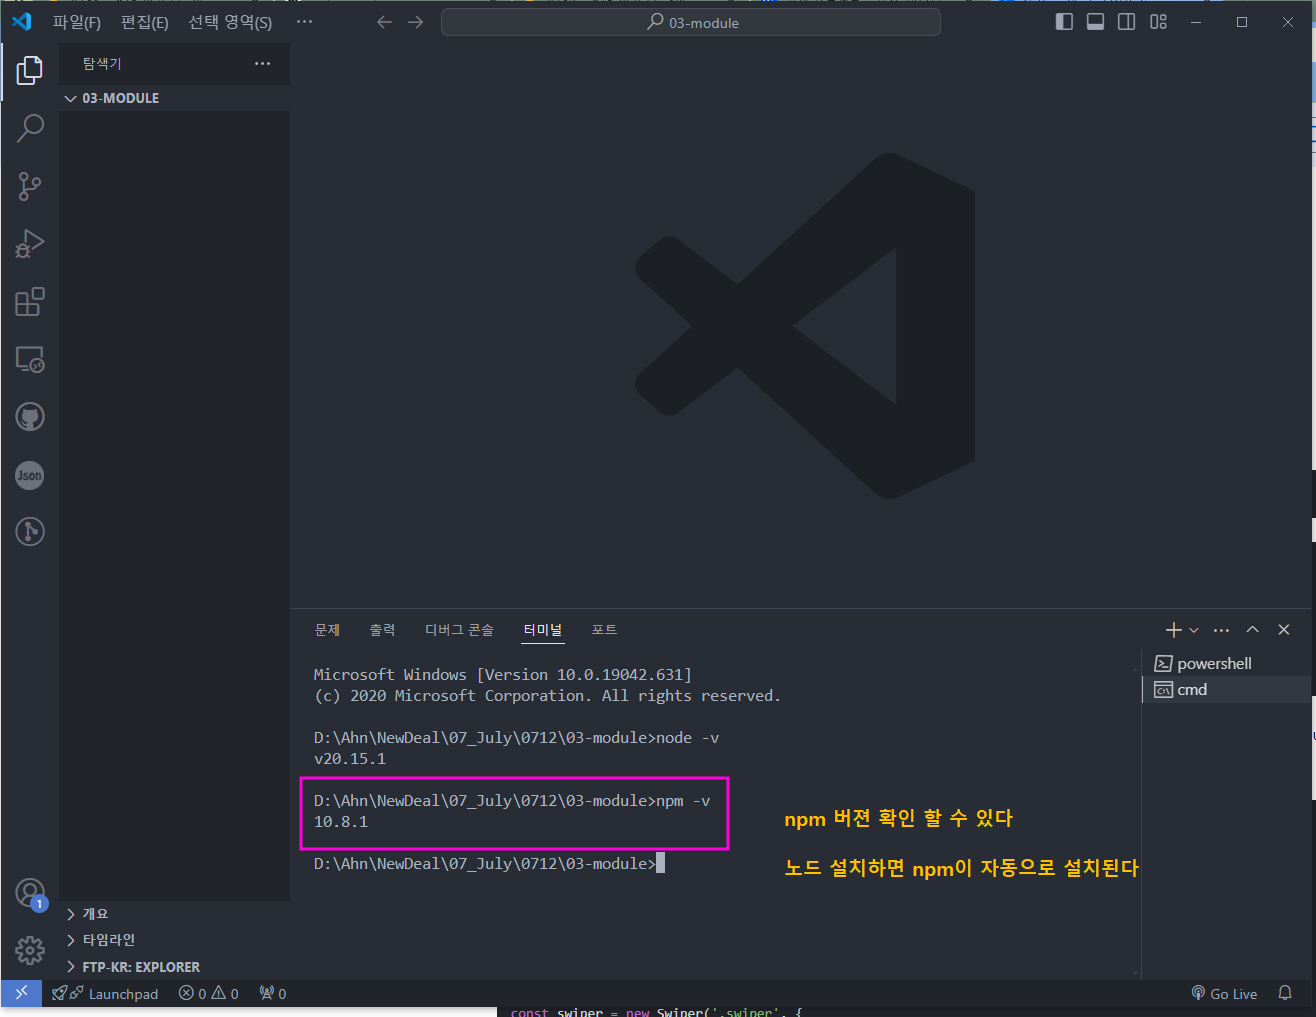 파일(F) 편집(E) 선택 영역(S) ··· 03-module
탐색기 ···
03-MODULE
Json
문제 출력 디버그 콘솔 터미널 포트
powershell
cmd
Microsoft Windows [Version 10.0.19042.631]
(c) 2020 Microsoft Corporation. All rights reserved.
D:\Ahn\NewDeal\07_July\0712\03-module>node -v
v20.15.1
D:\Ahn\NewDeal\07_July\0712\03-module>npm -v
10.8.1
D:\Ahn\NewDeal\07_July\0712\03-module>
npm 버젼 확인 할 수 있다
노드 설치하면 npm이 자동으로 설치된다
1
개요
타임라인
FTP-KR: EXPLORER
Launchpad 0 0 0 Go Live
const swiper = new Swiper('.swiper', {